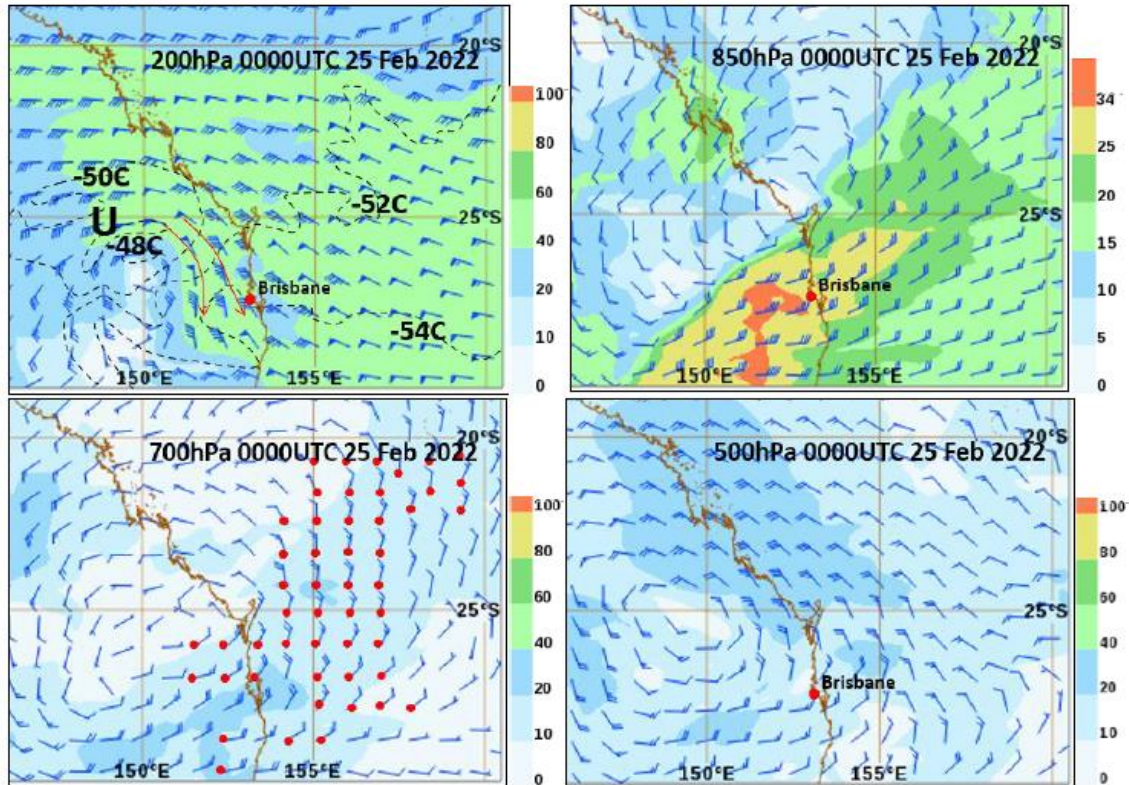 200hPa 0000UTC 25 Feb 2022
20°S
-50C
U
-48C
-52C
25°S
Brisbane
-54C
150°E
155°E
100
80
60
40
20
10
0
850hPa 0000UTC 25 Feb 2022
20°S
25°S
Brisbane
150°E
155°E
34
25
20
15
10
5
0
700hPa 0000UTC 25 Feb 2022
20°S
25°S
150°E
155°E
100
80
60
40
20
10
0
500hPa 0000UTC 25 Feb 2022
20°S
25°S
Brisbane
150°E
155°E
100
80
60
40
20
10
0